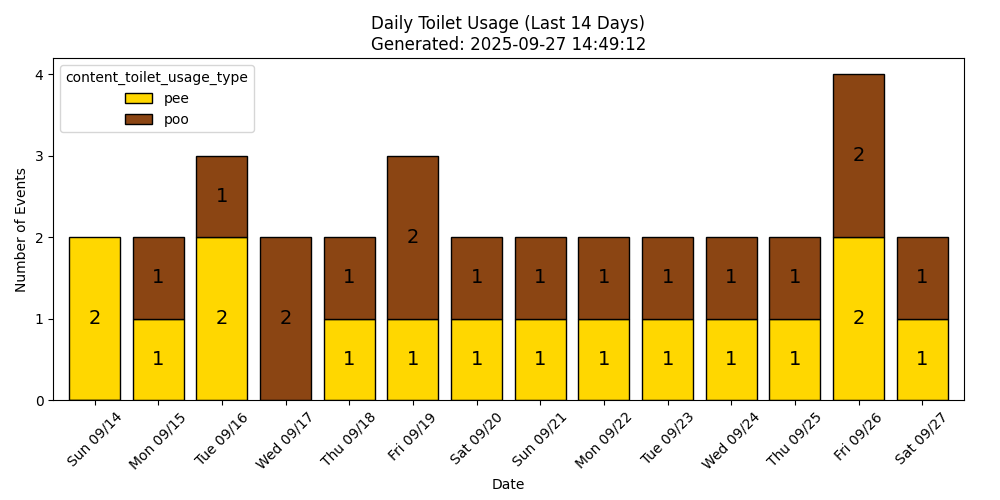 Daily Toilet Usage (Last 14 Days)
Generated: 2025-09-27 14:49:12
content_toilet_usage_type
pee
poo
Number of Events
4
3
2
1
0
2
1
1
2
1
2
1
1
1
2
1
1
1
1
1
1
1
1
1
1
1
1
2
2
1
1
Sun 09/14
Mon 09/15
Tue 09/16
Wed 09/17
Thu 09/18
Fri 09/19
Sat 09/20
Sun 09/21
Mon 09/22
Tue 09/23
Wed 09/24
Thu 09/25
Fri 09/26
Sat 09/27
Date